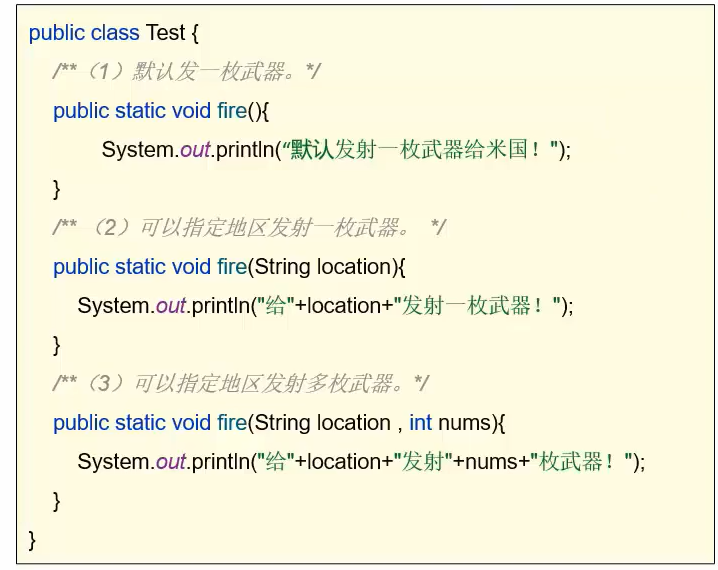 public class Test {
/**（1）默认发一枚武器。*/
public static void fire(){
System.out.println(“默认发射一枚武器给米国！");
}
/** （2）可以指定地区发射一枚武器。 */
public static void fire(String location){
System.out.println("给"+location+"发射一枚武器！");
}
/**（3）可以指定地区发射多枚武器。*/
public static void fire(String location , int nums){
System.out.println("给"+location+"发射"+nums+"枚武器！");
}
}